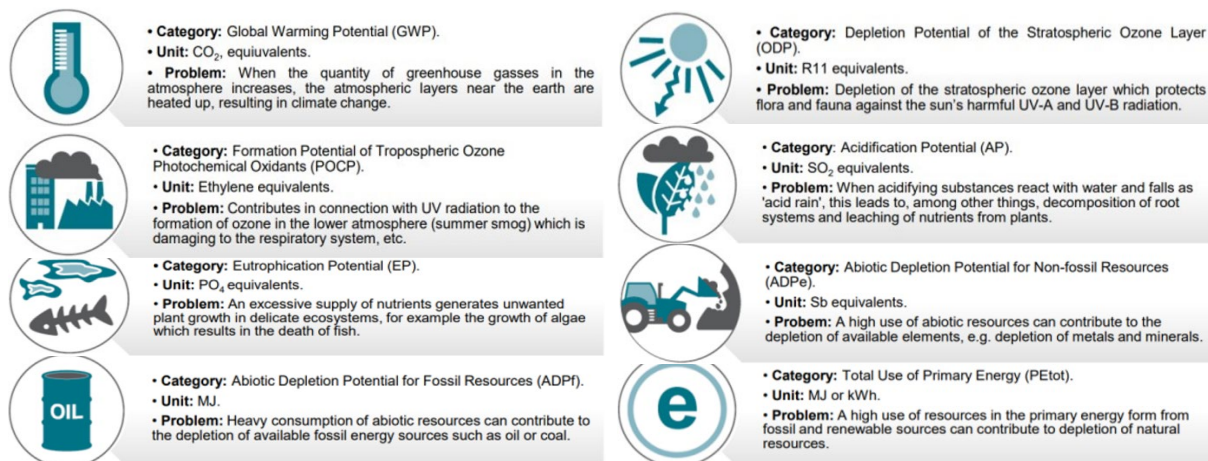 • Category: Global Warming Potential (GWP).
• Unit: CO₂, equiuvalents.
• Problem: When the quantity of greenhouse gasses in the
atmosphere increases, the atmospheric layers near the earth are
heated up, resulting in climate change.
• Category: Depletion Potential of the Stratospheric Ozone Layer
(ODP).
• Unit: R11 equivalents.
• Problem: Depletion of the stratospheric ozone layer which protects
flora and fauna against the sun's harmful UV-A and UV-B radiation.
• Category: Formation Potential of Tropospheric Ozone
Photochemical Oxidants (POCP).
• Unit: Ethylene equivalents.
• Problem: Contributes in connection with UV radiation to the
formation of ozone in the lower atmosphere (summer smog) which is
damaging to the respiratory system, etc.
• Category: Acidification Potential (AP).
• Unit: SO₂ equivalents.
• Problem: When acidifying substances react with water and falls as
'acid rain', this leads to, among other things, decomposition of root
systems and leaching of nutrients from plants.
• Category: Eutrophication Potential (EP).
• Unit: PO₄ equivalents.
• Problem: An excessive supply of nutrients generates unwanted
plant growth in delicate ecosystems, for example the growth of algae
which results in the death of fish.
• Category: Abiotic Depletion Potential for Non-fossil Resources
(ADPe).
• Unit: Sb equivalents.
• Probem: A high use of abiotic resources can contribute to the
depletion of available elements, e.g. depletion of metals and minerals.
OIL
• Category: Abiotic Depletion Potential for Fossil Resources (ADPf).
• Unit: MJ.
• Problem: Heavy consumption of abiotic resources can contribute to
the depletion of available fossil energy sources such as oil or coal.
e
• Category: Total Use of Primary Energy (PEtot).
• Unit: MJ or kWh.
• Problem: A high use of resources in the primary energy form from
fossil and renewable sources can contribute to depletion of natural
resources.